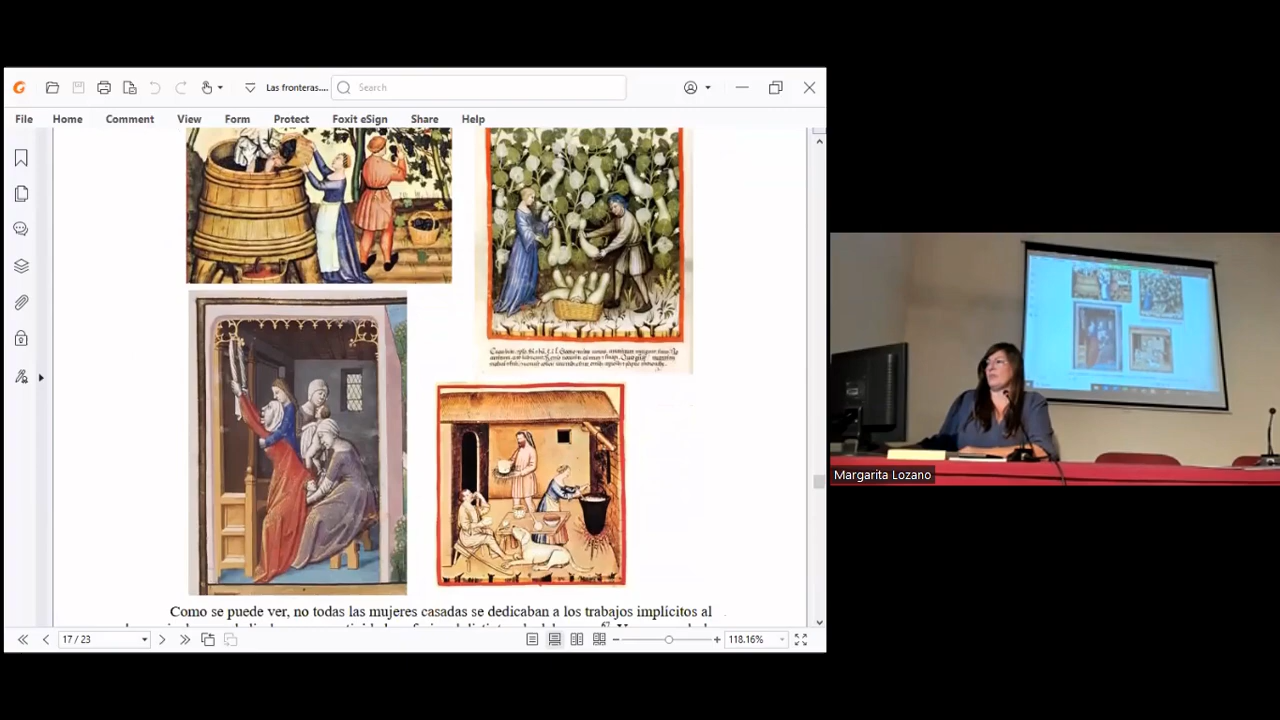 Las fronteras....
Search
File
Home
Comment
View
Form
Protect
Foxit eSign
Share
Help
Como se puede ver, no todas las mujeres casadas se dedicaban a los trabajos implícitos al
17 / 23
118.16%
Margarita Lozano